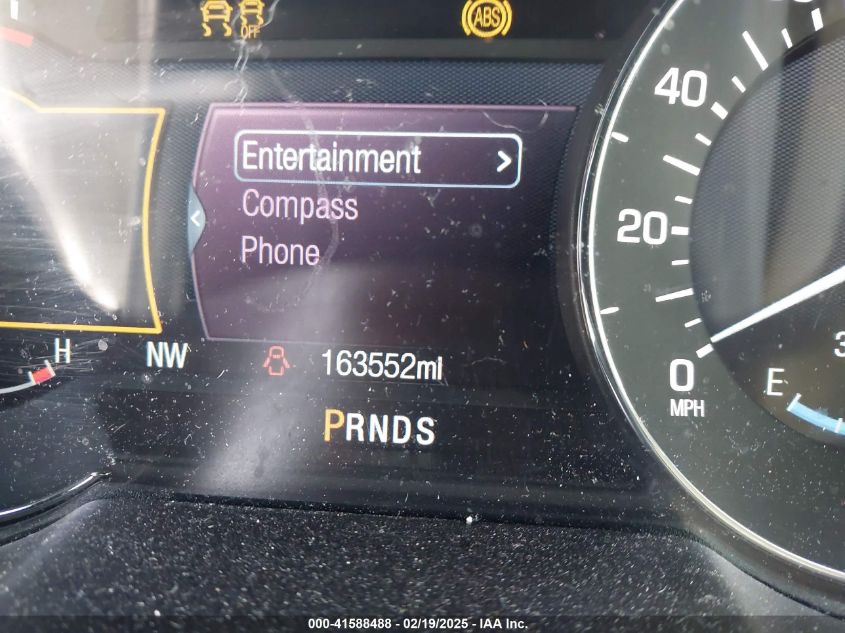 OFF
ABS
40
Entertainment >
Compass
20
Phone
H
NW
163552mi
0
E
MPH
PRNDS
000-41588488 - 02/19/2025 - IAA Inc.